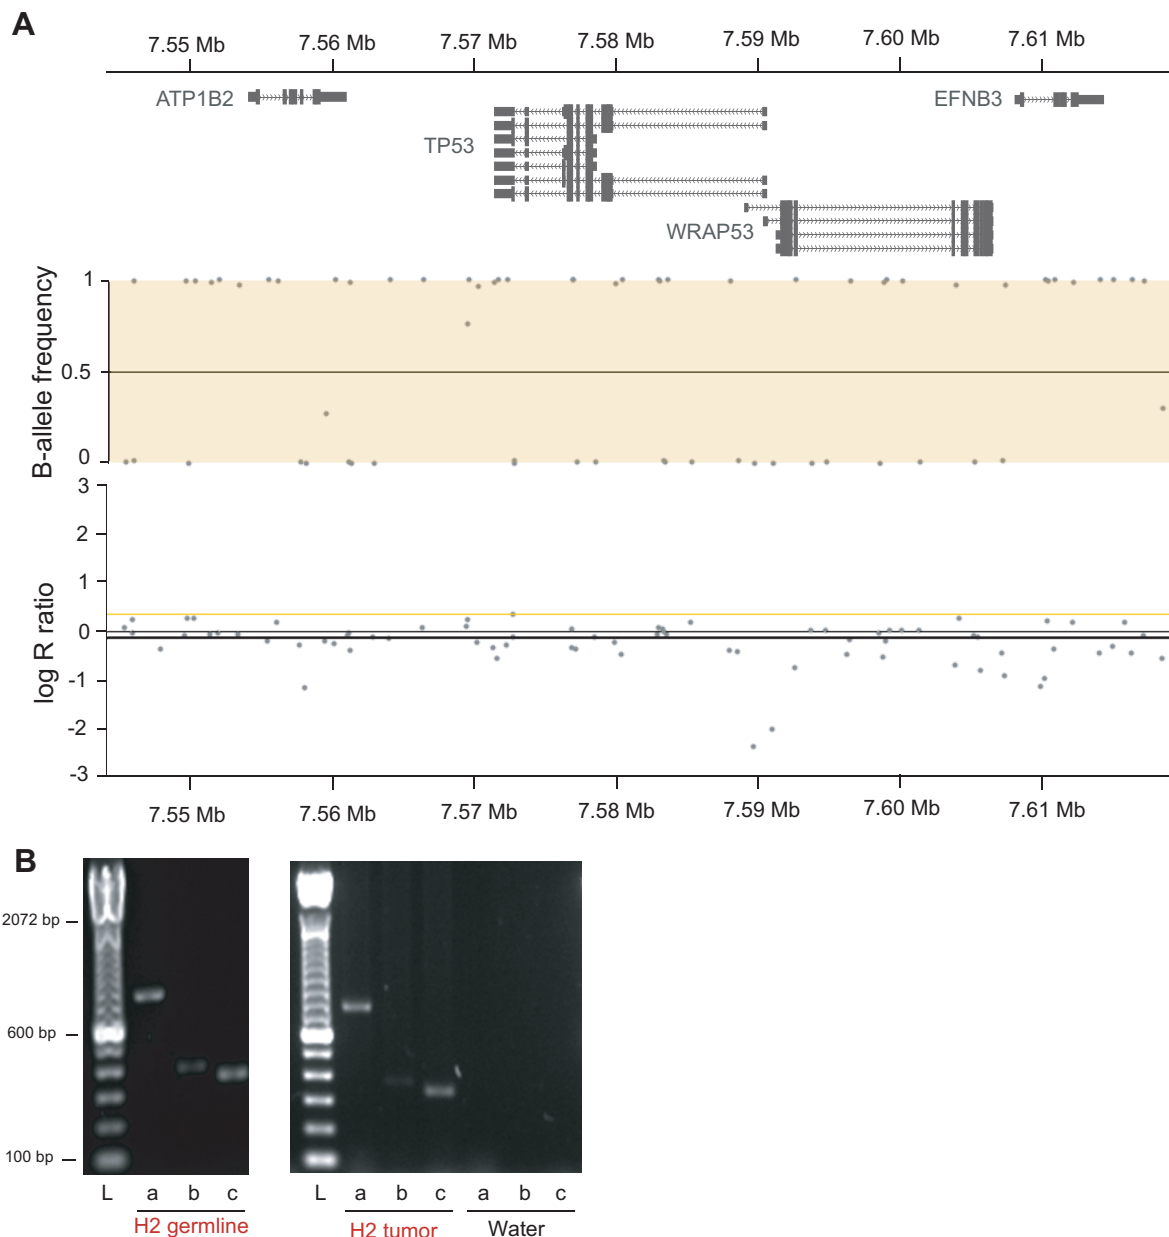 A
7.55 Mb 7.56 Mb 7.57 Mb 7.58 Mb 7.59 Mb 7.60 Mb 7.61 Mb
ATP1B2
EFNB3
TP53
WRAP53
B-allele frequency
1
0.5
0
log R ratio
3
2
1
0
-1
-2
-3
7.55 Mb 7.56 Mb 7.57 Mb 7.58 Mb 7.59 Mb 7.60 Mb 7.61 Mb
B
2072 bp
600 bp
100 bp
L a b c L a b c a b c
H2 germline H2 tumor Water